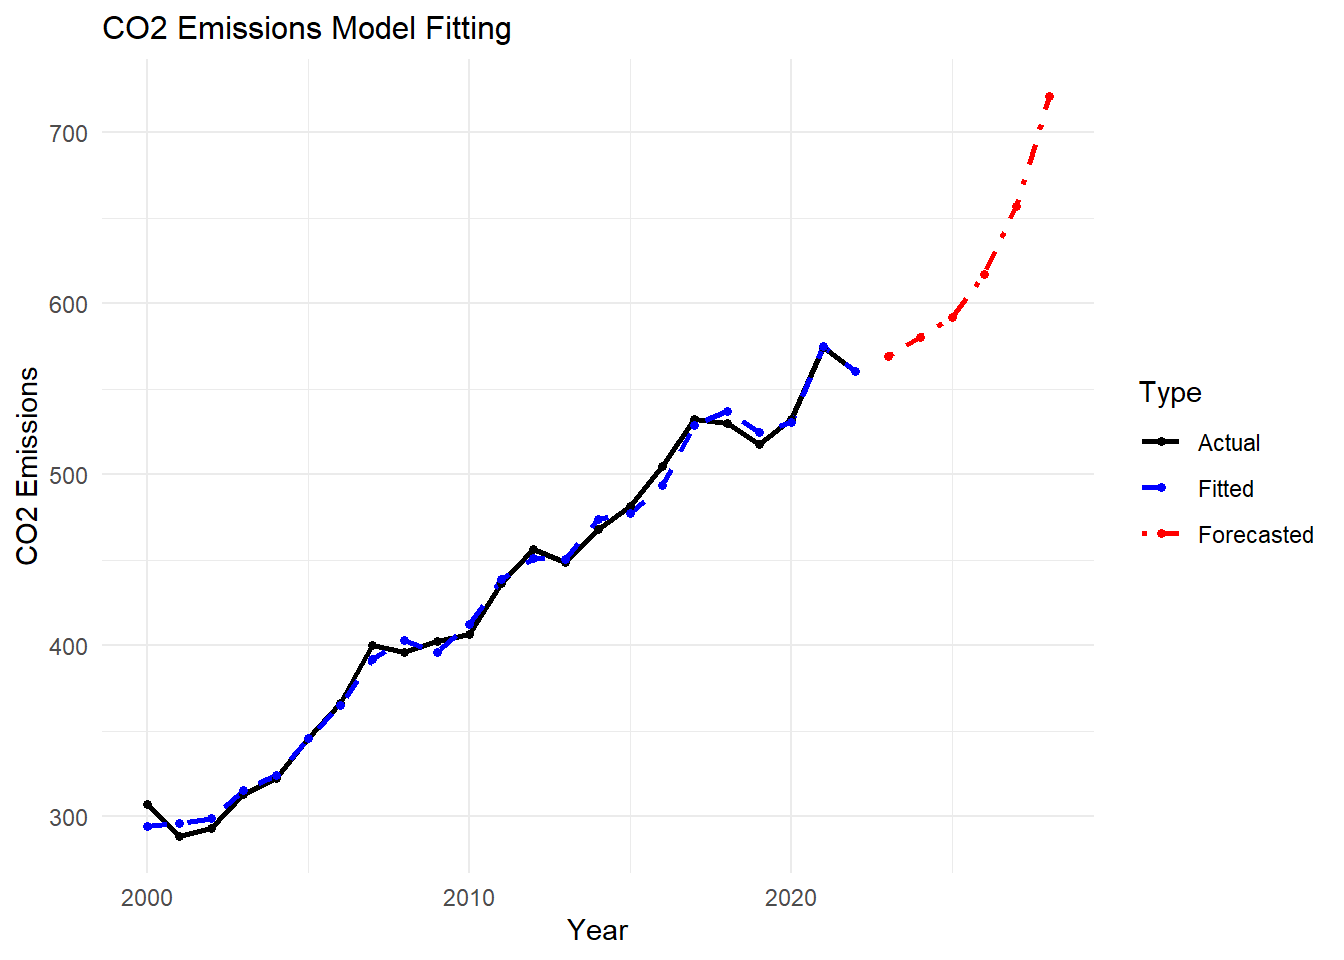 CO2 Emissions Model Fitting
700
600
500
400
300
CO2 Emissions
2000
2010
2020
Year
Type
Actual
Fitted
Forecasted